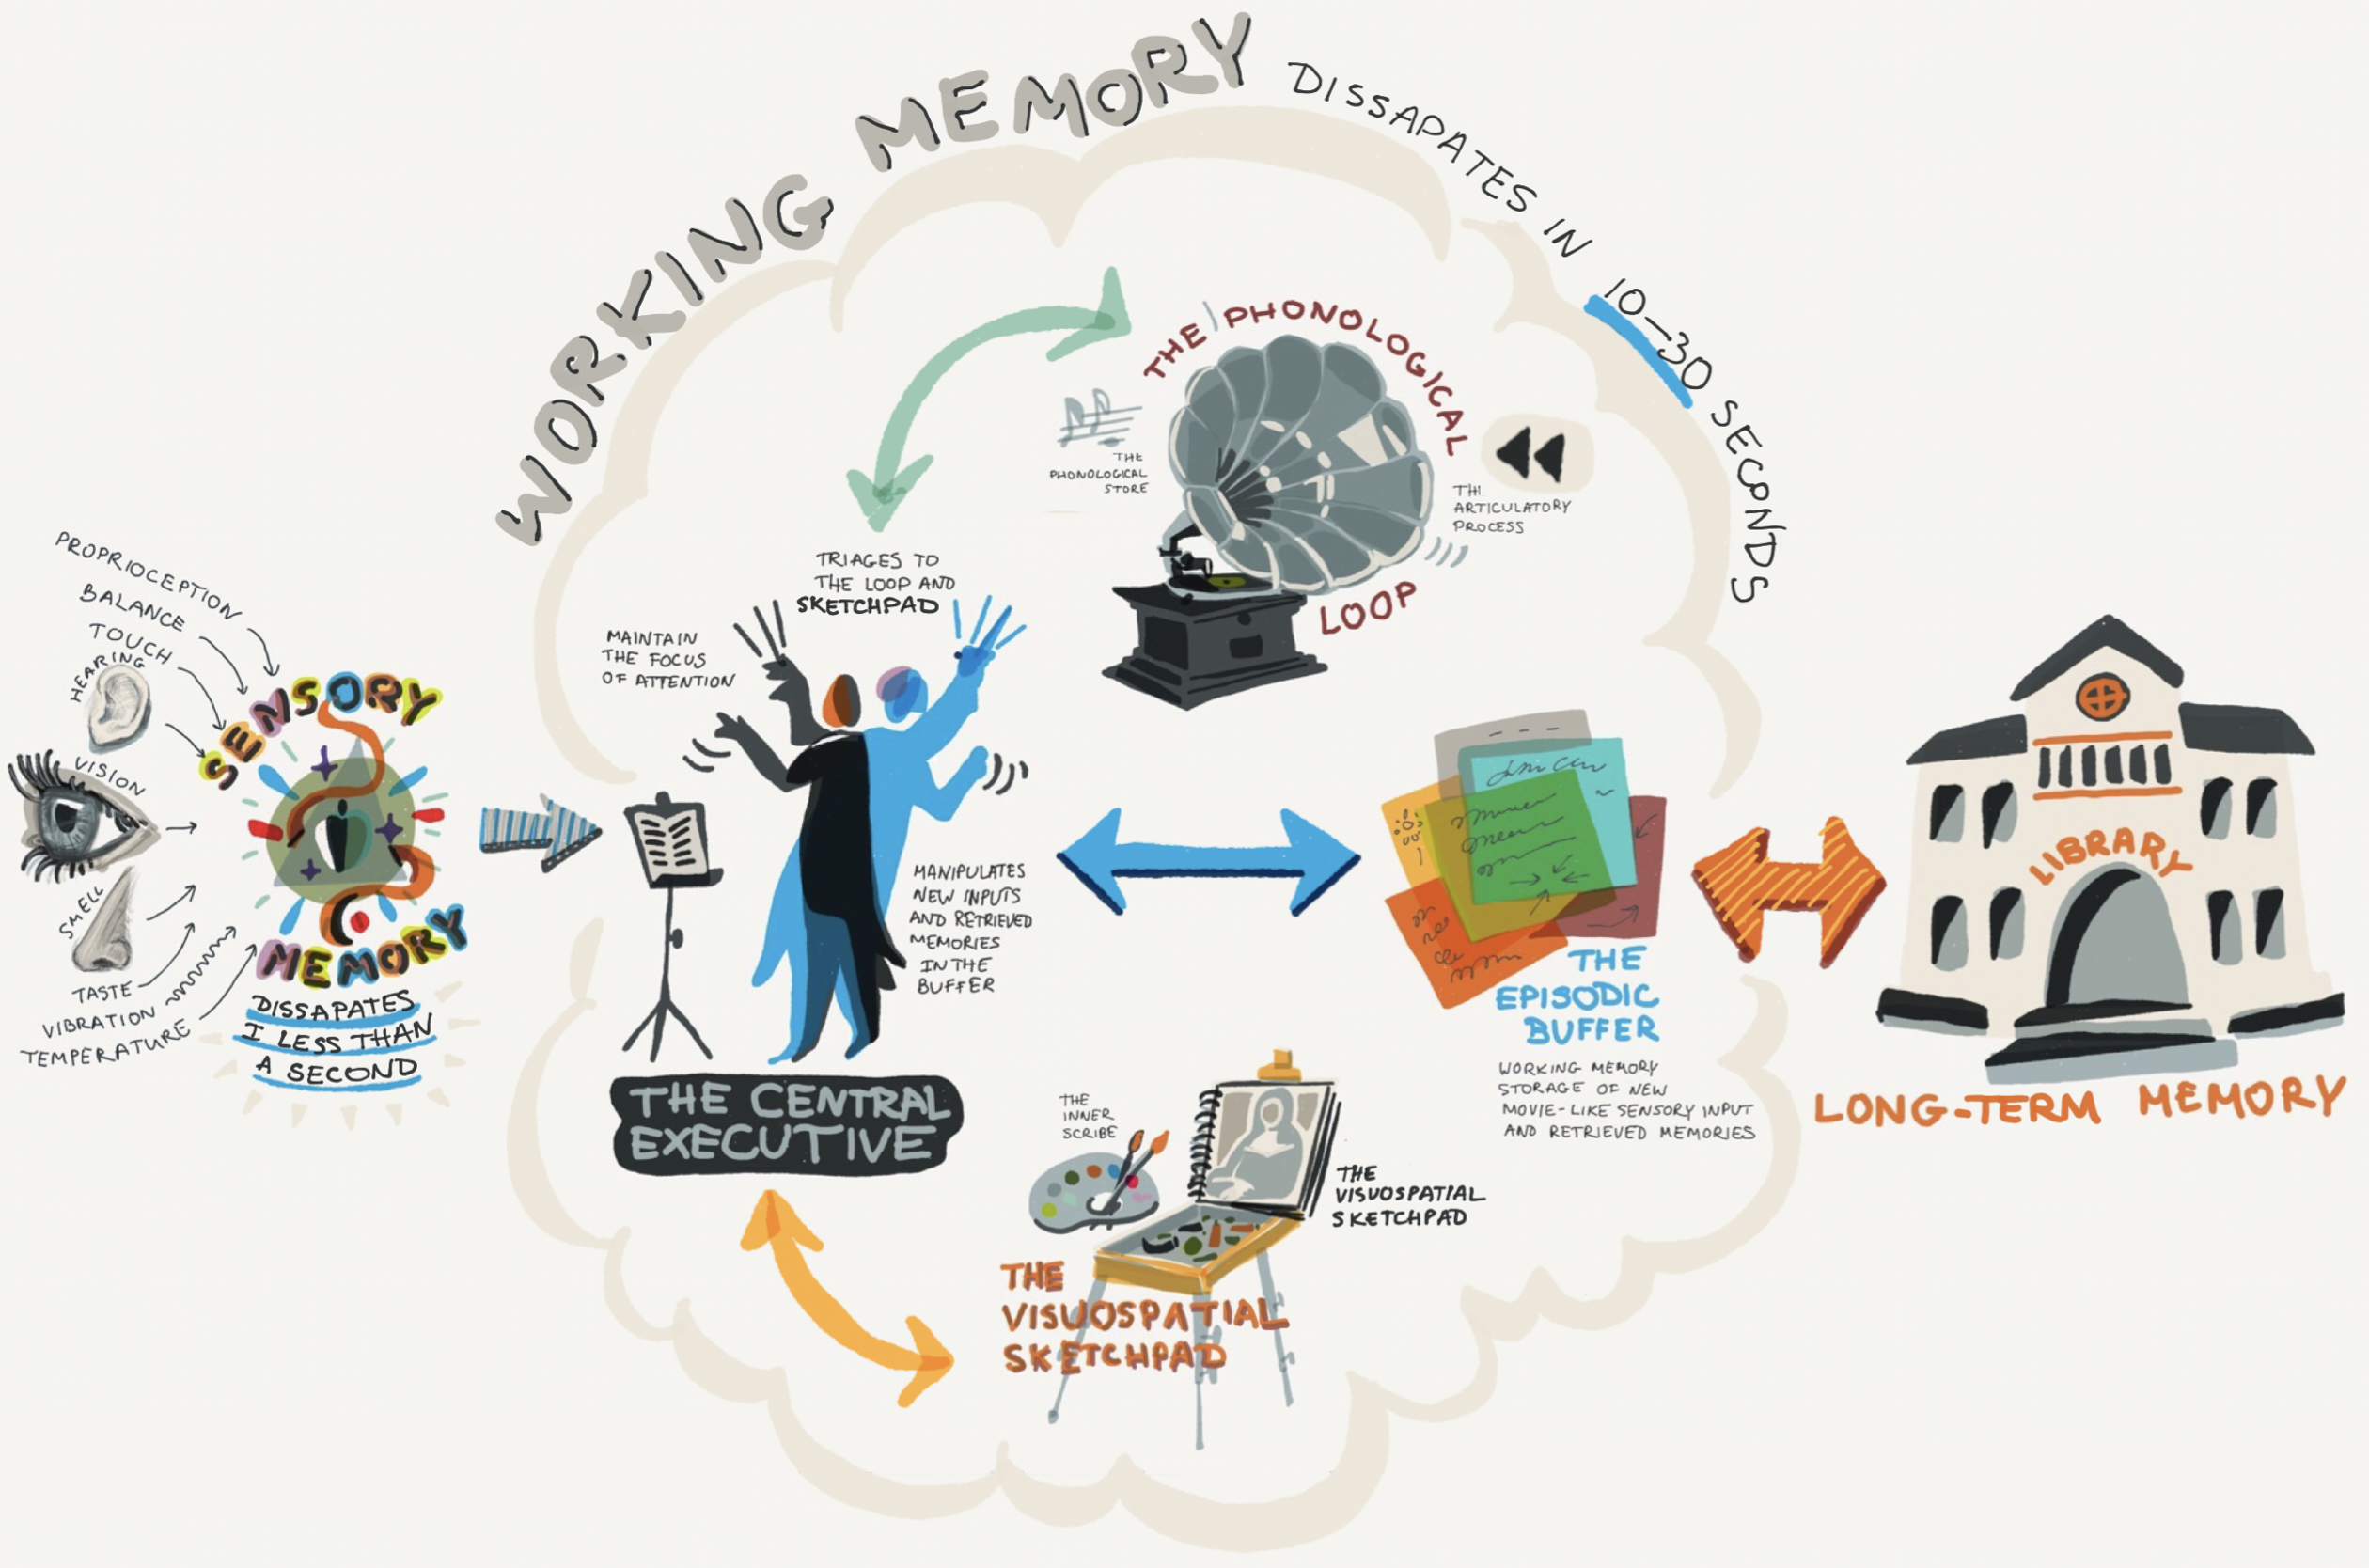 WORKING MEMORY DISSAPATES IN 10–30 SECONDS
PROPRIOCEPTION
BALANCE
TOUCH
HEARING
VISION
SMELL
TASTE
VIBRATION
TEMPERATURE
SENSORY
MEMORY
DISSAPATES
I LESS THAN
A SECOND
MAINTAIN
THE FOCUS
OF ATTENTION
TRIAGES TO
THE LOOP AND
SKETCHPAD
MANIPULATES
NEW INPUTS
AND RETRIEVED
MEMORIES
IN THE
BUFFER
THE CENTRAL
EXECUTIVE
THE PHONOLOGICAL
LOOP
THE
PHONOLOGICAL
STORE
THI
ARTICULATORY
PROCESS
THE
EPISODIC
BUFFER
WORKING MEMORY
STORAGE OF NEW
MOVIE-LIKE SENSORY INPUT
AND RETRIEVED MEMORIES
THE
INNER
SCRIBE
THE
VISUOSPATIAL
SKETCHPAD
THE
VISUOSPATIAL
SKETCHPAD
LIBRARY
LONG-TERM MEMORY